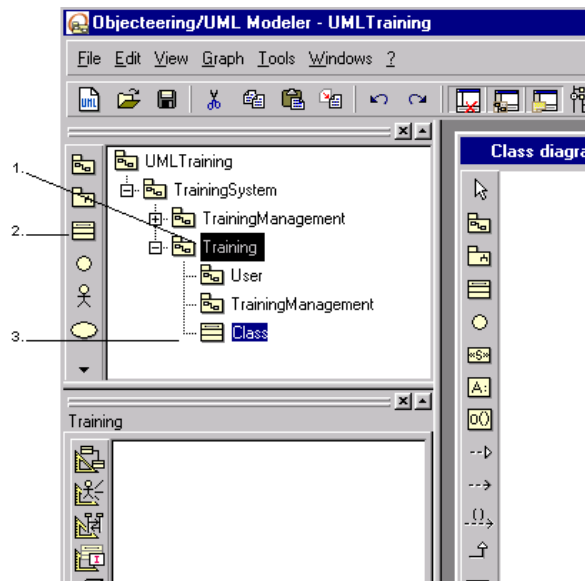 Objecteering/UML Modeler - UMLTraining
File Edit View Graph Tools Windows ?
UML
Class diagra
1.
UMLTraining
TrainingSystem
2.
TrainingManagement
Training
User
TrainingManagement
3.
Class
«S»
A:
0()
Training
()
I